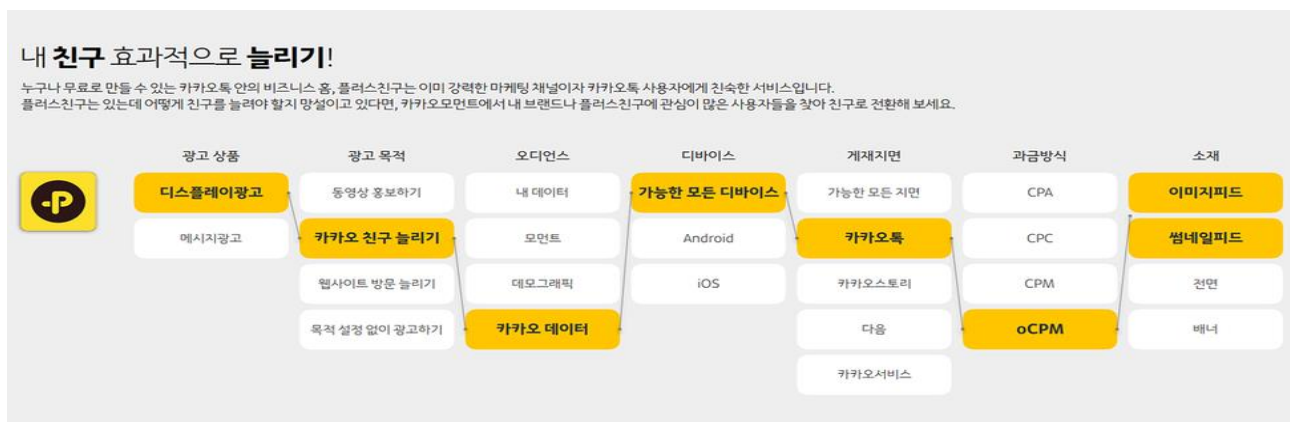 내 친구 효과적으로 늘리기!
누구나 무료로 만들 수 있는 카카오톡 안의 비즈니스 홈, 플러스친구는 이미 강력한 마케팅 채널이자 카카오톡 사용자에게 친숙한 서비스입니다.
플러스친구는 있는데 어떻게 친구를 늘려야 할지 망설이고 있다면, 카카오모먼트에서 내 브랜드나 플러스친구에 관심이 많은 사용자들을 찾아 친구로 전환해 보세요.
광고 상품 광고 목적 오디언스 디바이스 게재지면 과금방식 소재
디스플레이광고 동영상 홍보하기 내 데이터 가능한 모든 디바이스 가능한 모든 지면 CPA 이미지피드
메시지광고 카카오 친구 늘리기 모먼트 Android 카카오톡 CPC 썸네일피드
웹사이트 방문 늘리기 데모그래픽 iOS 카카오스토리 CPM 전면
목적 설정 없이 광고하기 카카오 데이터 다음 oCPM 배너
카카오서비스